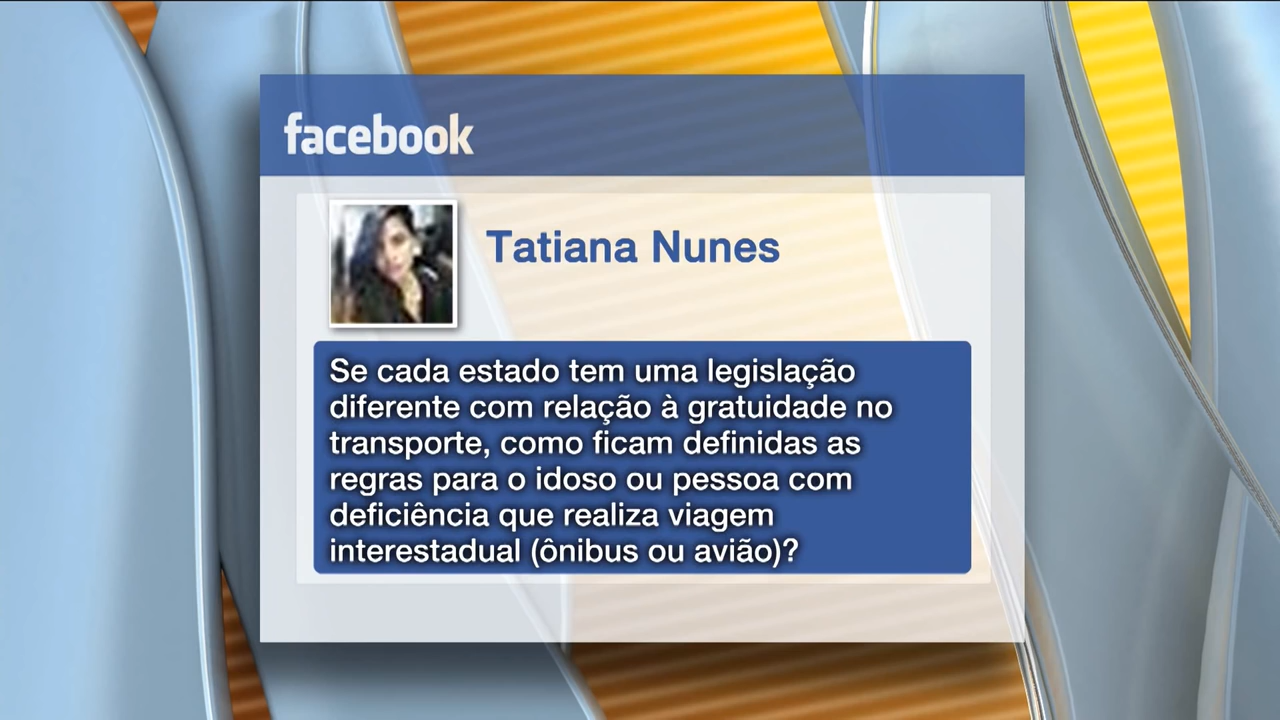 facebook
Tatiana Nunes
Se cada estado tem uma legislação
diferente com relação à gratuidade no
transporte, como ficam definidas as
regras para o idoso ou pessoa com
deficiência que realiza viagem
interestadual (ônibus ou avião)?